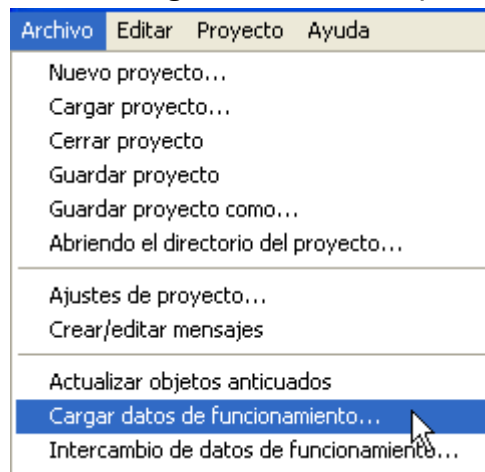 Archivo Editar Proyecto Ayuda
Nuevo proyecto...
Cargar proyecto...
Cerrar proyecto
Guardar proyecto
Guardar proyecto como...
Abriendo el directorio del proyecto...
Ajustes de proyecto...
Crear/editar mensajes
Actualizar objetos anticuados
Cargar datos de funcionamiento...
Intercambio de datos de funcionamiento...